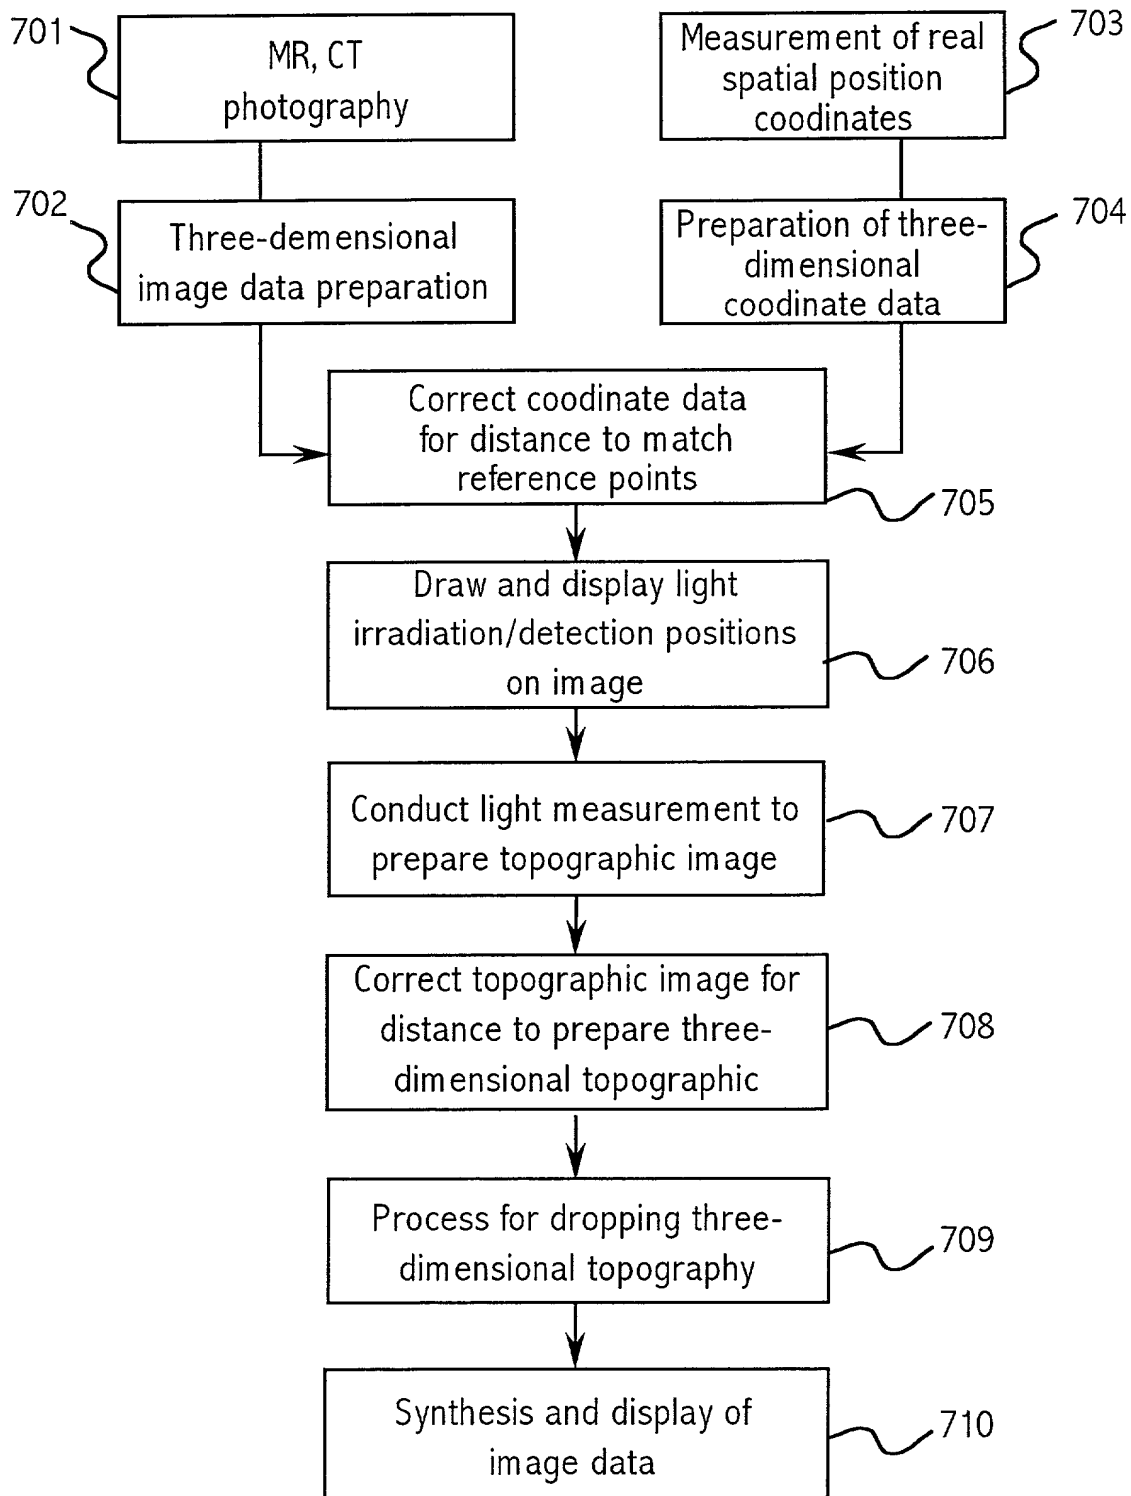 701
MR, CT
photography
703
Measurement of real
spatial position
coodinates
702
Three-demensional
image data preparation
704
Preparation of three-
dimensional
coodinate data
Correct coodinate data
for distance to match
reference points
705
Draw and display light
irradiation/detection positions
on image
706
Conduct light measurement to
prepare topographic image
707
Correct topographic image for
distance to prepare three-
dimensional topographic
708
Process for dropping three-
dimensional topography
709
Synthesis and display of
image data
710